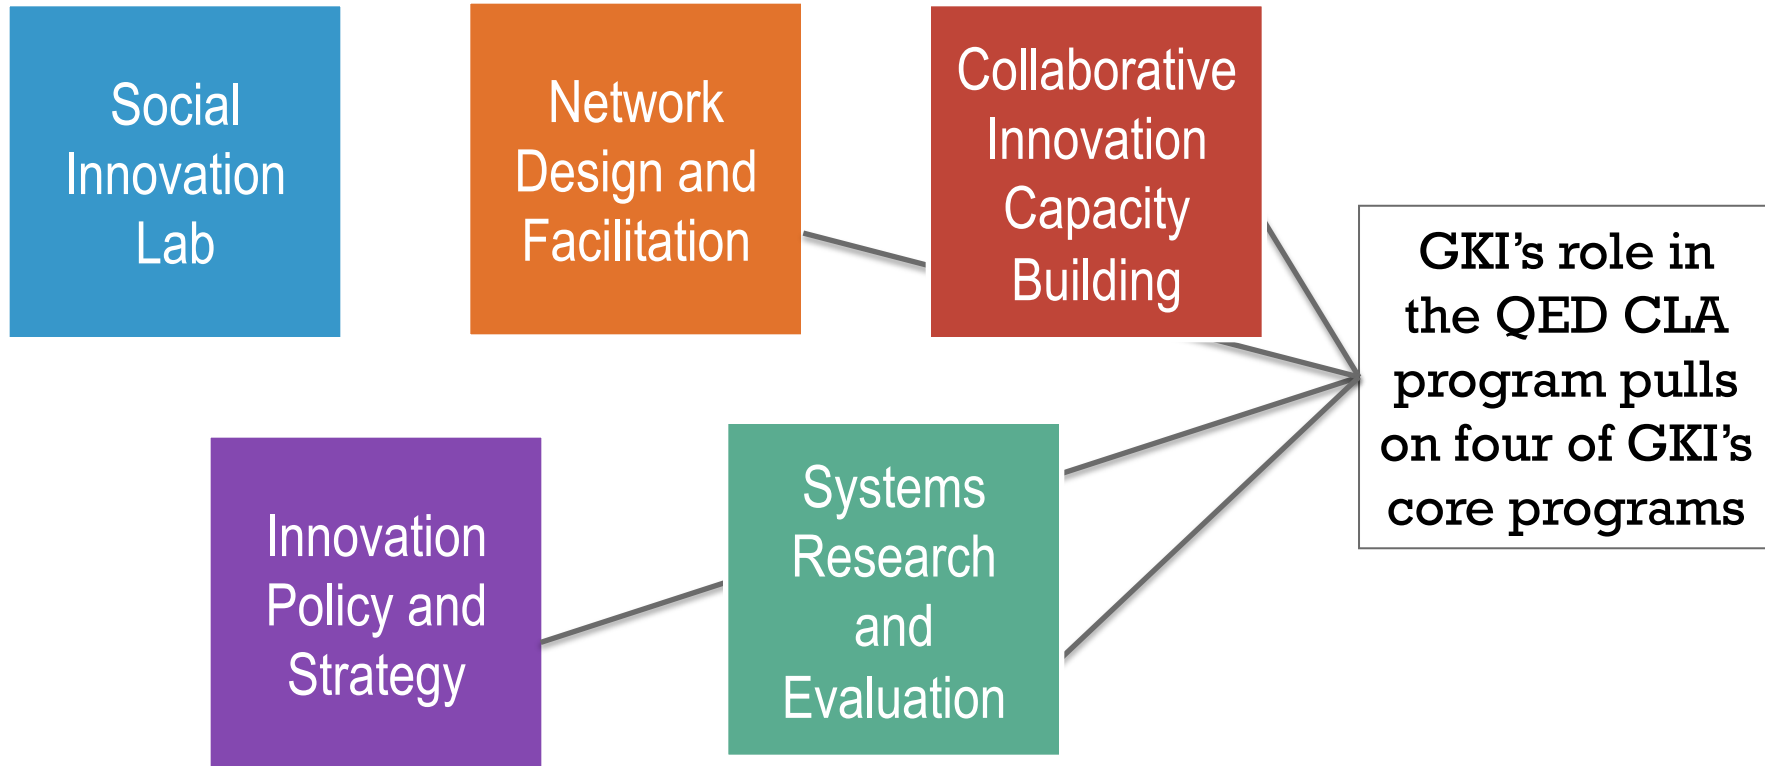 Social
Innovation
Lab
Network
Design and
Facilitation
Collaborative
Innovation
Capacity
Building
GKI’s role in
the QED CLA
program pulls
on four of GKI’s
core programs
Innovation
Policy and
Strategy
Systems
Research
and
Evaluation